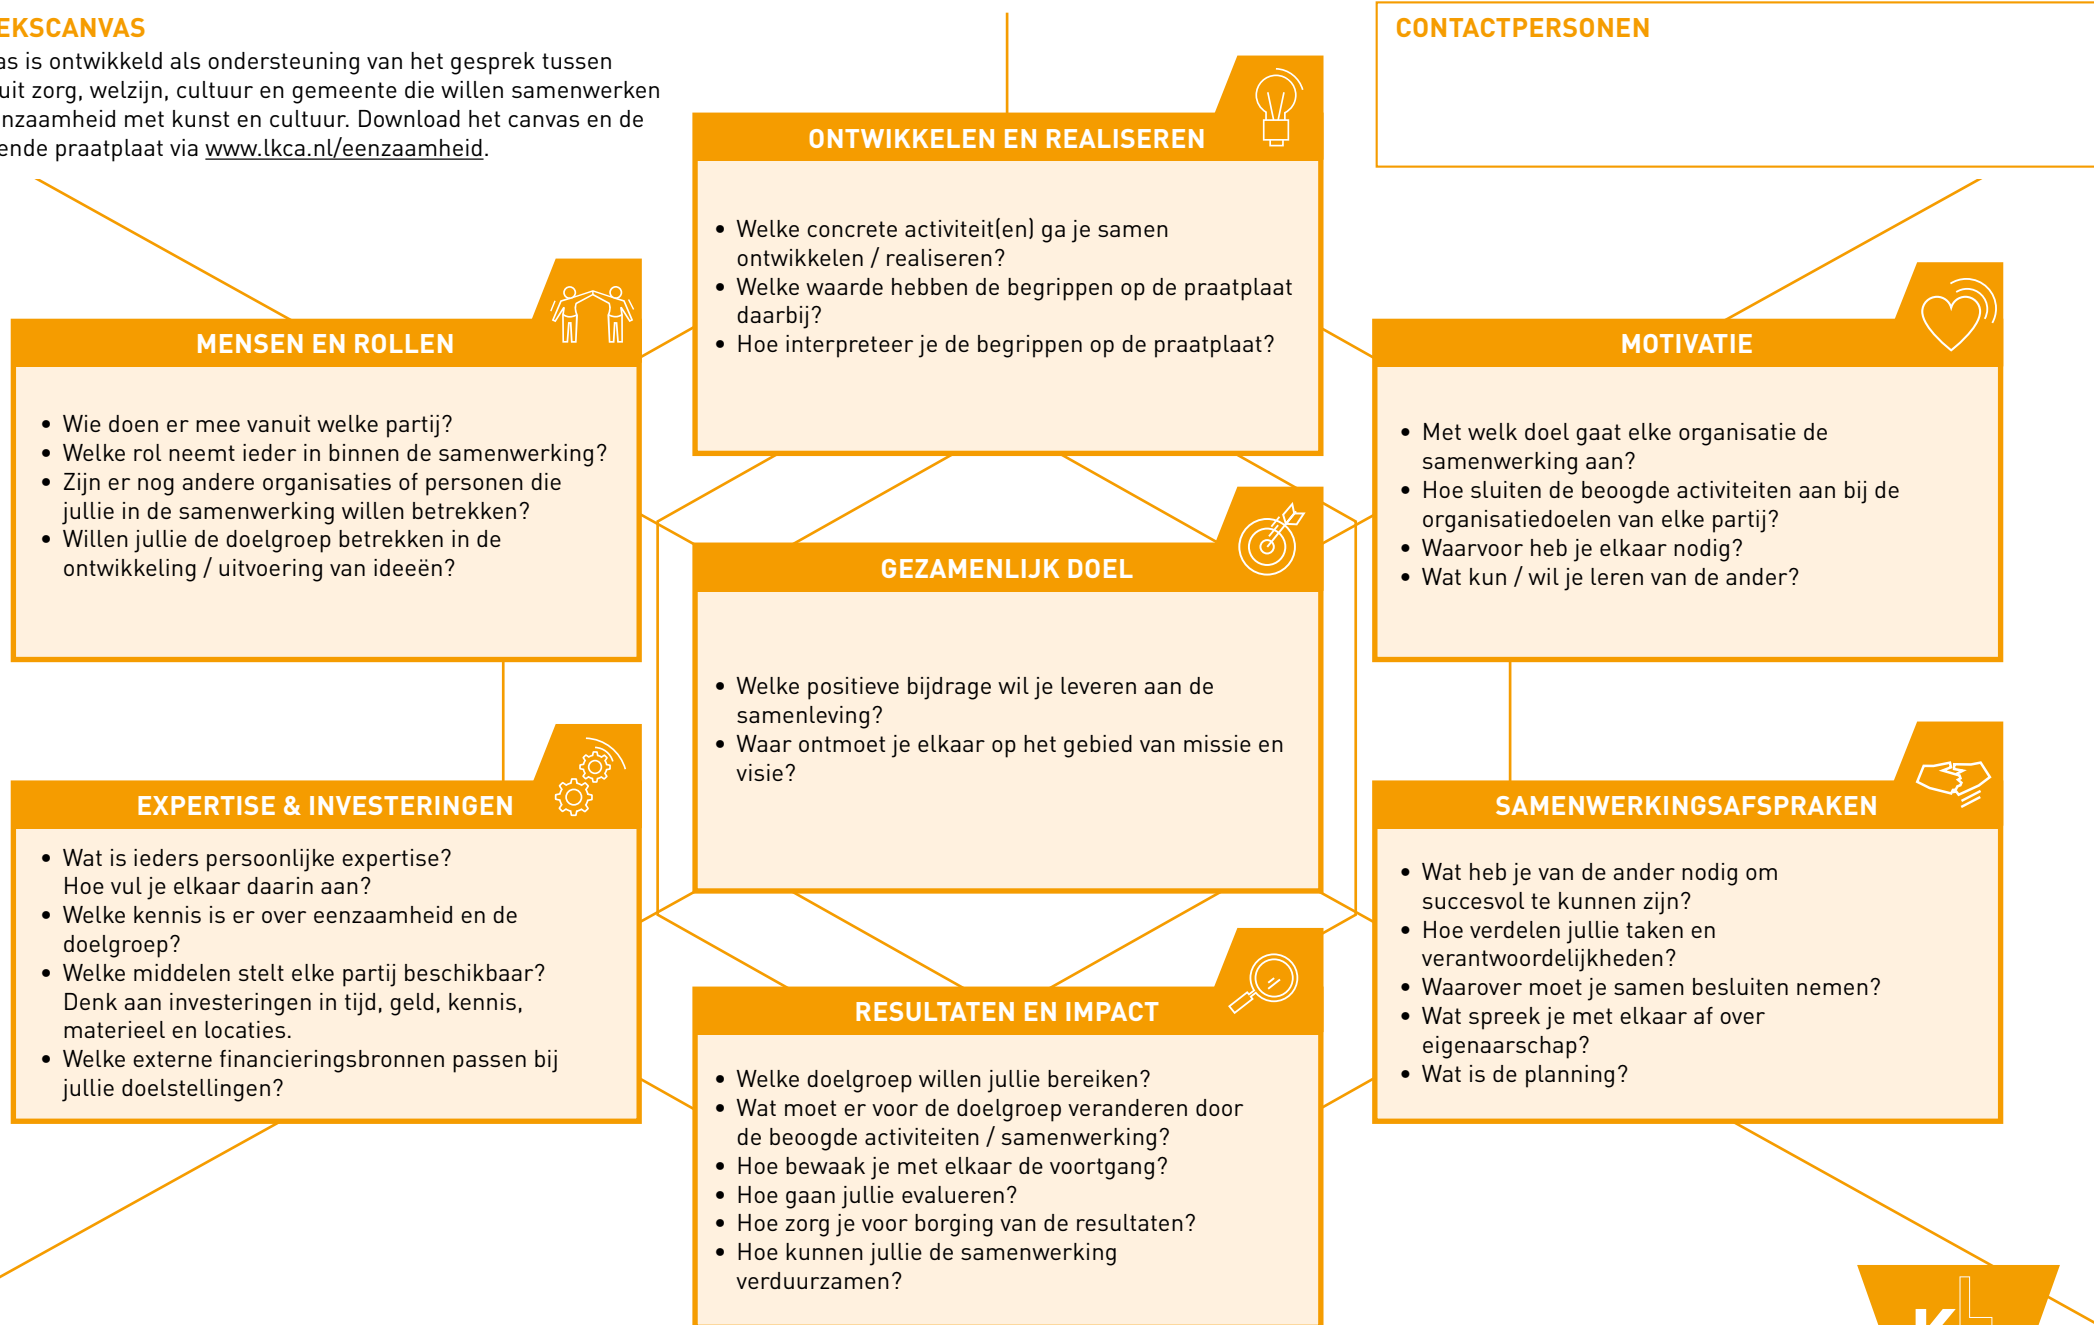 EKSCANVAS
as is ontwikkeld als ondersteuning van het gesprek tussen
uit zorg, welzijn, cultuur en gemeente die willen samenwerken
nzaamheid met kunst en cultuur. Download het canvas en de
ende praatplaat via www.lkca.nl/eenzaamheid.
CONTACTPERSONEN
ONTWIKKELEN EN REALISEREN
• Welke concrete activiteit(en) ga je samen
ontwikkelen / realiseren?
• Welke waarde hebben de begrippen op de praatplaat
daarbij?
• Hoe interpreteer je de begrippen op de praatplaat?
MENSEN EN ROLLEN
• Wie doen er mee vanuit welke partij?
• Welke rol neemt ieder in binnen de samenwerking?
• Zijn er nog andere organisaties of personen die
jullie in de samenwerking willen betrekken?
• Willen jullie de doelgroep betrekken in de
ontwikkeling / uitvoering van ideeën?
MOTIVATIE
• Met welk doel gaat elke organisatie de
samenwerking aan?
• Hoe sluiten de beoogde activiteiten aan bij de
organisatiedoelen van elke partij?
• Waarvoor heb je elkaar nodig?
• Wat kun / wil je leren van de ander?
GEZAMENLIJK DOEL
• Welke positieve bijdrage wil je leveren aan de
samenleving?
• Waar ontmoet je elkaar op het gebied van missie en
visie?
EXPERTISE & INVESTERINGEN
• Wat is ieders persoonlijke expertise?
Hoe vul je elkaar daarin aan?
• Welke kennis is er over eenzaamheid en de
doelgroep?
• Welke middelen stelt elke partij beschikbaar?
Denk aan investeringen in tijd, geld, kennis,
materieel en locaties.
• Welke externe financieringsbronnen passen bij
jullie doelstellingen?
SAMENWERKINGSAFSPRAKEN
• Wat heb je van de ander nodig om
succesvol te kunnen zijn?
• Hoe verdelen jullie taken en
verantwoordelijkheden?
• Waarover moet je samen besluiten nemen?
• Wat spreek je met elkaar af over
eigenaarschap?
• Wat is de planning?
RESULTATEN EN IMPACT
• Welke doelgroep willen jullie bereiken?
• Wat moet er voor de doelgroep veranderen door
de beoogde activiteiten / samenwerking?
• Hoe bewaak je met elkaar de voortgang?
• Hoe gaan jullie evalueren?
• Hoe zorg je voor borging van de resultaten?
• Hoe kunnen jullie de samenwerking
verduurzamen?
KL